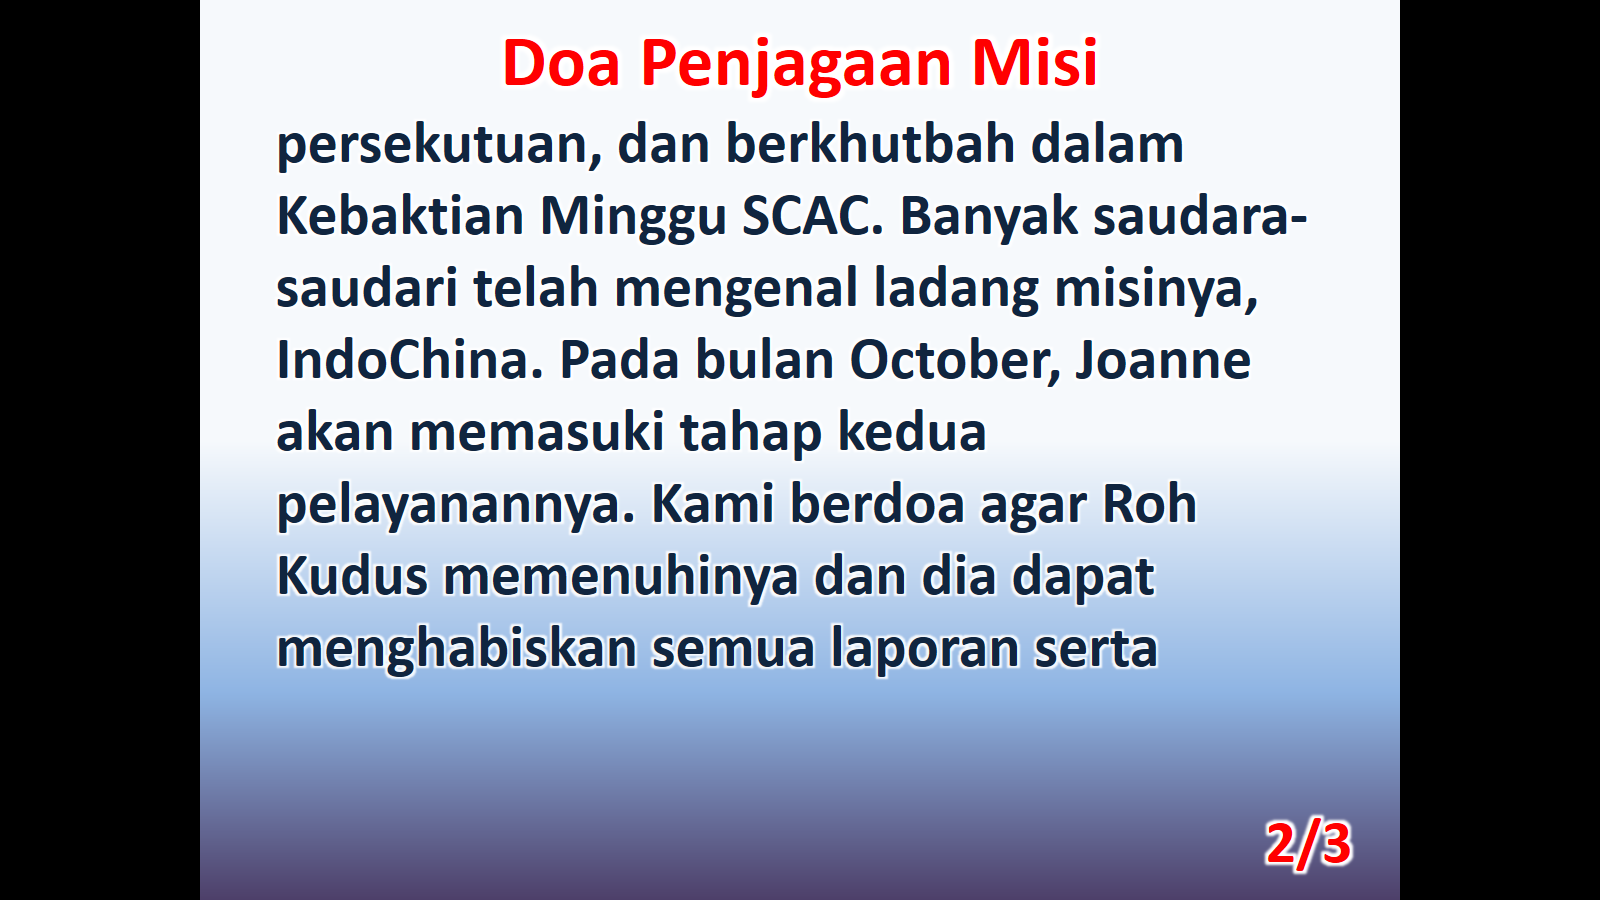 Doa Penjagaan Misi
persekutuan, dan berkhutbah dalam
Kebaktian Minggu SCAC. Banyak saudara-
saudari telah mengenal ladang misinya,
IndoChina. Pada bulan October, Joanne
akan memasuki tahap kedua
pelayanannya. Kami berdoa agar Roh
Kudus memenuhinya dan dia dapat
menghabiskan semua laporan serta
2/3